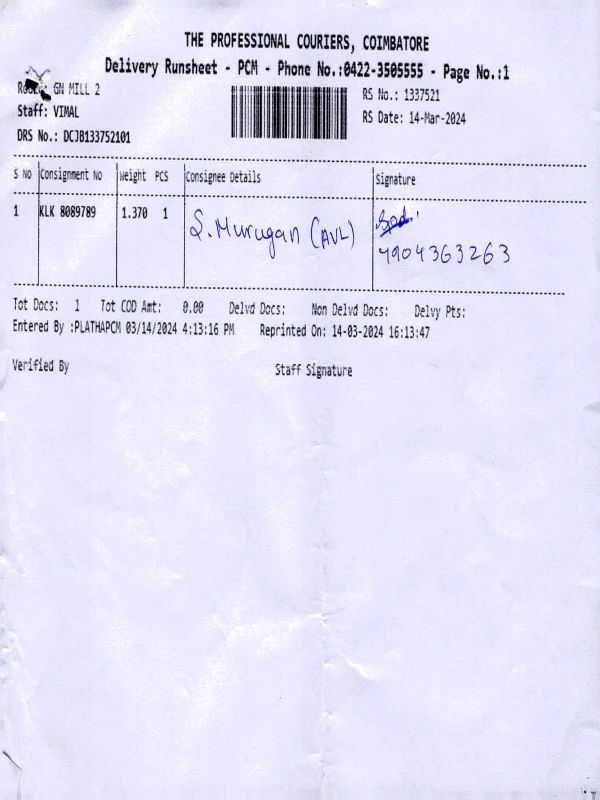 THE PROFESSIONAL COURIERS, COIMBATORE
Delivery Runsheet - PCM - Phone No.:0422-3505555 - Page No.:1
GN MILL 2
RS No.: 1337521
Staff: VIMAL
RS Date: 14-Mar-2024
DRS No.: DCJB133752101
S No Consignment No Weight PCS Consignee Details Signature
1 KLK 8089789 1.370 1 S. Murugan (AVL)
7904363263
Tot Docs: 1 Tot COD Amt: 0.00 Delvd Docs: Non Delvd Docs: Delvy Pts:
Entered By :PLATHAPCM 03/14/2024 4:13:16 PM Reprinted On: 14-03-2024 16:13:47
Verified By Staff Signature